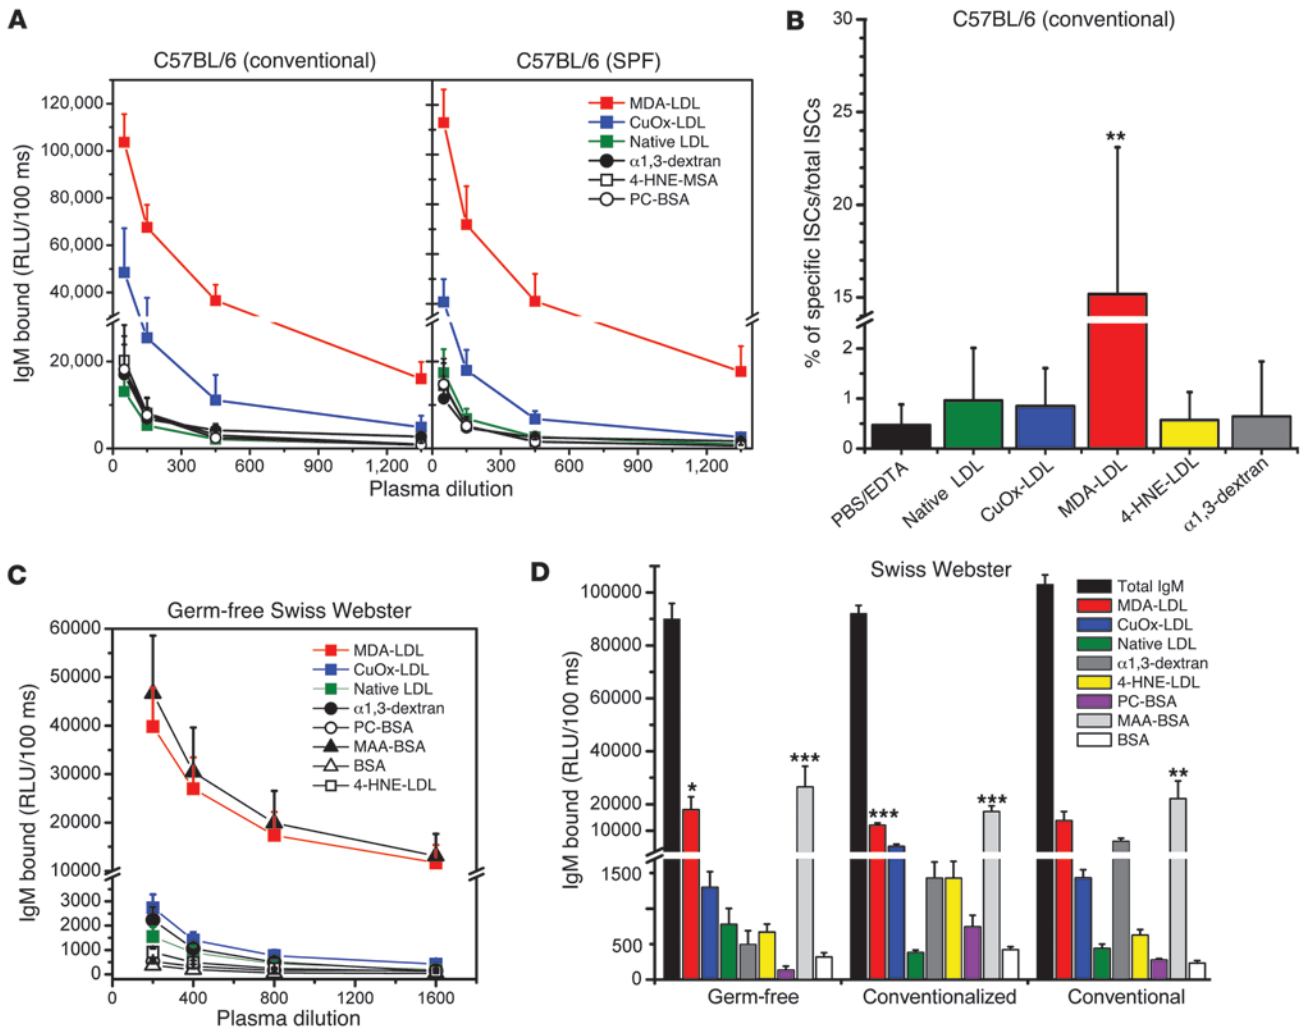 A
C57BL/6 (conventional)
C57BL/6 (SPF)
IgM bound (RLU/100 ms)
120,000
100,000
80,000
60,000
40,000
20,000
0
MDA-LDL
CuOx-LDL
Native LDL
α1,3-dextran
4-HNE-MSA
PC-BSA
0 300 600 900 1,200 0 300 600 900 1,200
Plasma dilution
B
C57BL/6 (conventional)
% of specific ISCs/total ISCs
30
25
20
15
2
1
0
**
PBS/EDTA
Native LDL
CuOx-LDL
MDA-LDL
4-HNE-LDL
α1,3-dextran
C
Germ-free Swiss Webster
IgM bound (RLU/100 ms)
60000
50000
40000
30000
20000
10000
3000
2000
1000
0
MDA-LDL
CuOx-LDL
Native LDL
α1,3-dextran
PC-BSA
MAA-BSA
BSA
4-HNE-LDL
0 400 800 1200 1600
Plasma dilution
D
Swiss Webster
IgM bound (RLU/100 ms)
100000
80000
60000
40000
20000
10000
1500
500
0
Total IgM
MDA-LDL
CuOx-LDL
Native LDL
α1,3-dextran
4-HNE-LDL
PC-BSA
MAA-BSA
BSA
* *** *** *** **
Germ-free Conventionalized Conventional